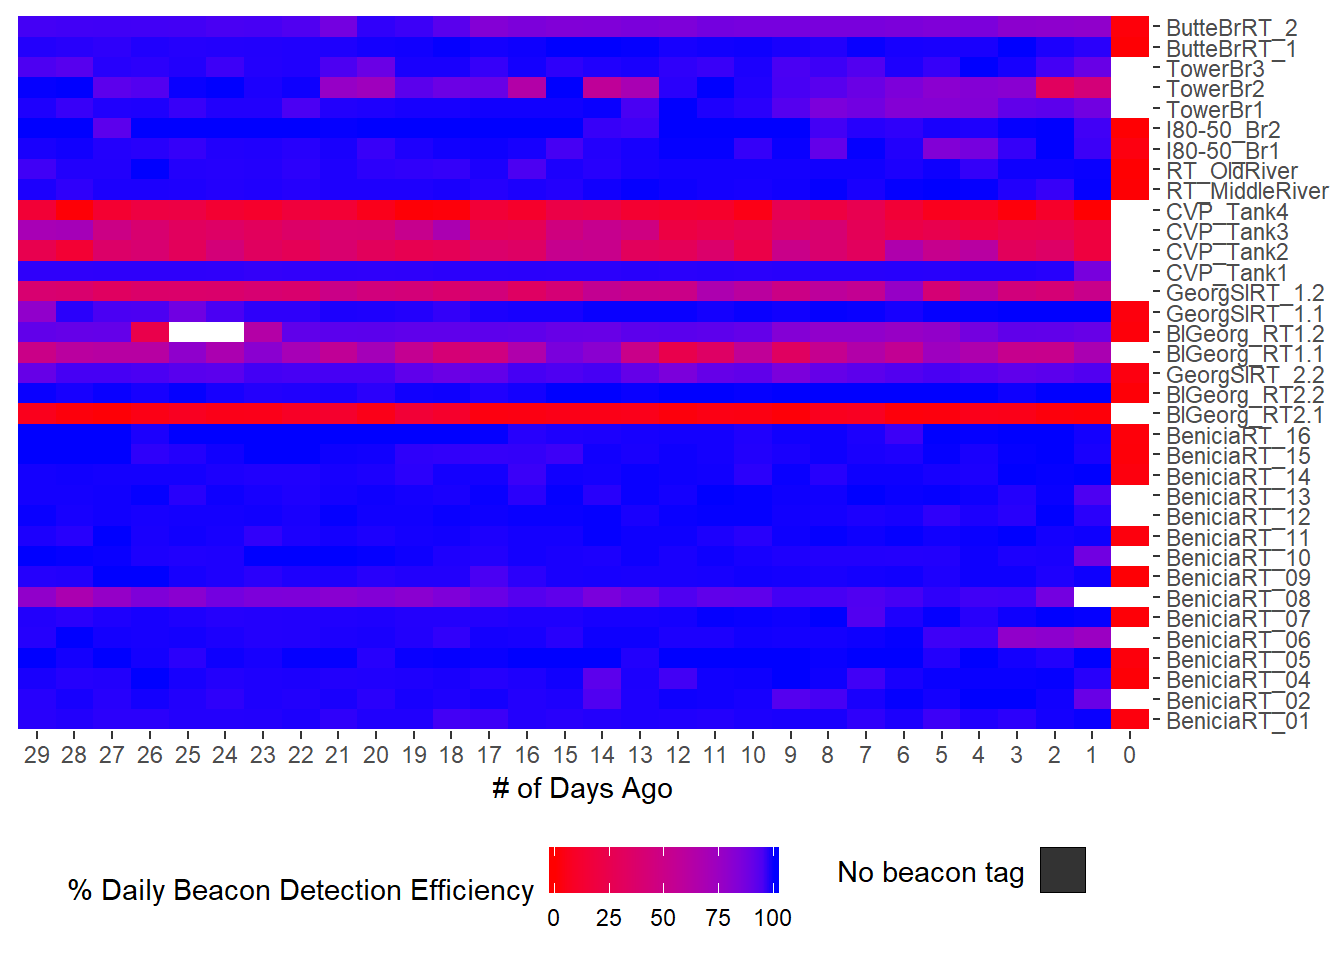 ButteBrRT_2
ButteBrRT_1
TowerBr3
TowerBr2
TowerBr1
I80-50_Br2
I80-50_Br1
RT_OldRiver
RT_MiddleRiver
CVP_Tank4
CVP_Tank3
CVP_Tank2
CVP_Tank1
GeorgSlRT_1.2
GeorgSlRT_1.1
BlGeorg_RT1.2
BlGeorg_RT1.1
GeorgSlRT_2.2
BlGeorg_RT2.2
BlGeorg_RT2.1
BeniciaRT_16
BeniciaRT_15
BeniciaRT_14
BeniciaRT_13
BeniciaRT_12
BeniciaRT_11
BeniciaRT_10
BeniciaRT_09
BeniciaRT_08
BeniciaRT_07
BeniciaRT_06
BeniciaRT_05
BeniciaRT_04
BeniciaRT_02
BeniciaRT_01
29 28 27 26 25 24 23 22 21 20 19 18 17 16 15 14 13 12 11 10 9 8 7 6 5 4 3 2 1 0
# of Days Ago
% Daily Beacon Detection Efficiency
0 25 50 75 100
No beacon tag